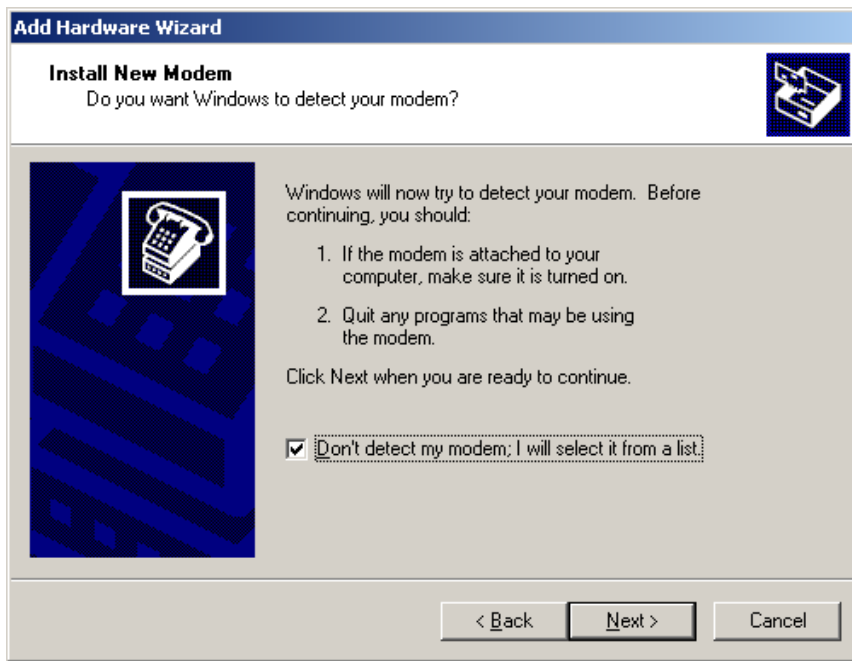 Add Hardware Wizard
Install New Modem
Do you want Windows to detect your modem?
Windows will now try to detect your modem.  Before
continuing, you should:
1. If the modem is attached to your
computer, make sure it is turned on.
2. Quit any programs that may be using
the modem.
Click Next when you are ready to continue.
Don't detect my modem; I will select it from a list.
< Back
Next >
Cancel